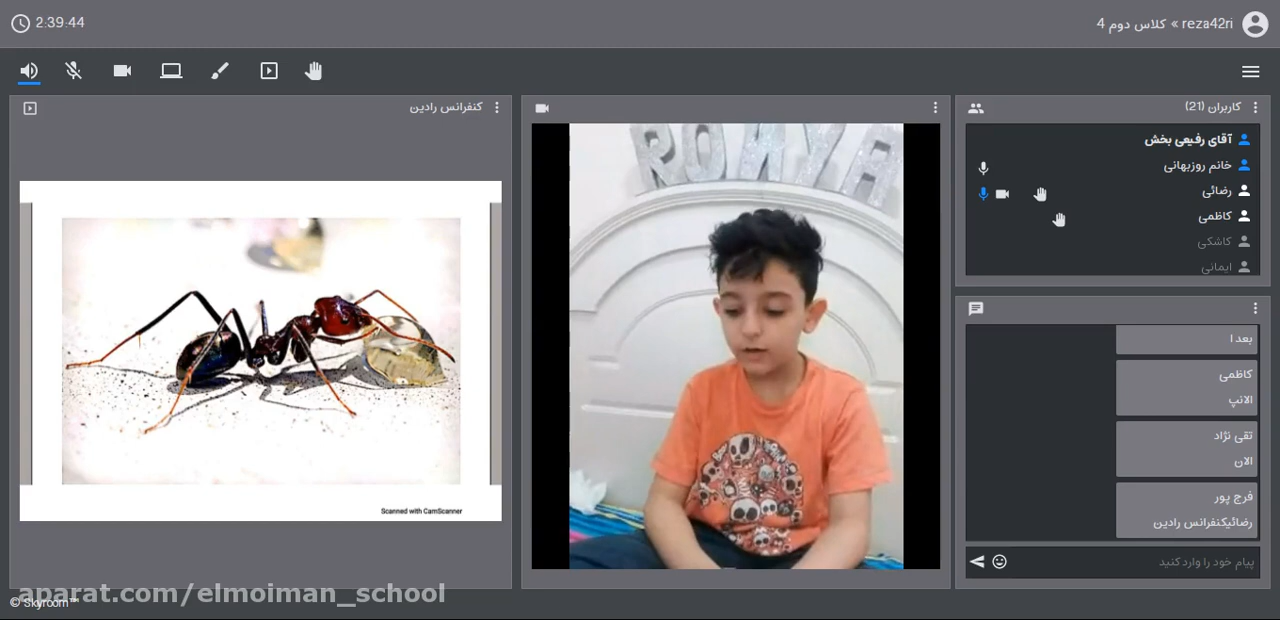 2:39:44
reza42ri » کلاس دوم 4
کنفرانس رادین
Scanned with CamScanner
ROHYA
کاربران (21)
آقای رفیعی بخش
خانم روزبهانی
رضائی
کاظمی
کاشکی
ایمانی
بعد ا
کاظمی
الانپ
تقی نژاد
الان
فرج پور
رضائیکنفرانس رادین
پیام خود را وارد کنید
aparat.com/elmoiman_school
© Skyroom™